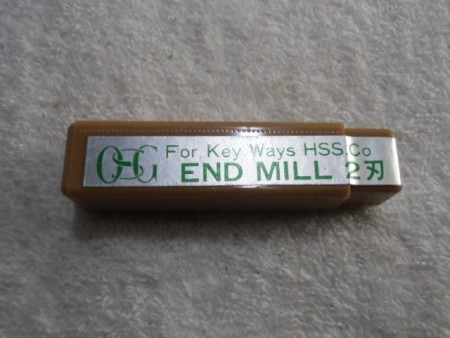 OSG
For Key Ways HSS.Co
END MILL 2刃